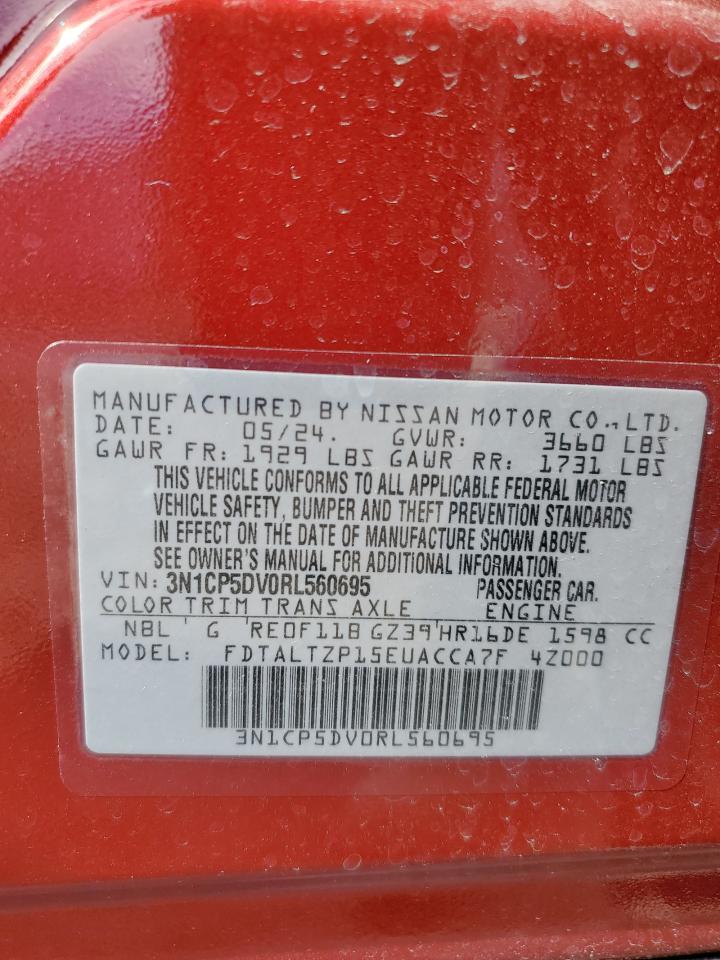 MANUFACTURED BY NISSAN MOTOR CO.,LTD.
DATE: 05/24. GVWR: 3660 LBS
GAWR FR: 1929 LBS GAWR RR: 1731 LBS
THIS VEHICLE CONFORMS TO ALL APPLICABLE FEDERAL MOTOR
VEHICLE SAFETY, BUMPER AND THEFT PREVENTION STANDARDS
IN EFFECT ON THE DATE OF MANUFACTURE SHOWN ABOVE.
SEE OWNER'S MANUAL FOR ADDITIONAL INFORMATION.
VIN: 3N1CP5DV0RL560695 PASSENGER CAR.
COLOR TRIM TRANS AXLE ENGINE
NBL ' G 'RE0F11B GZ39'HR16DE 1598 CC
MODEL: FDTALTZP15EUACCA7F 4Z000
3N1CP5DV0RL560695